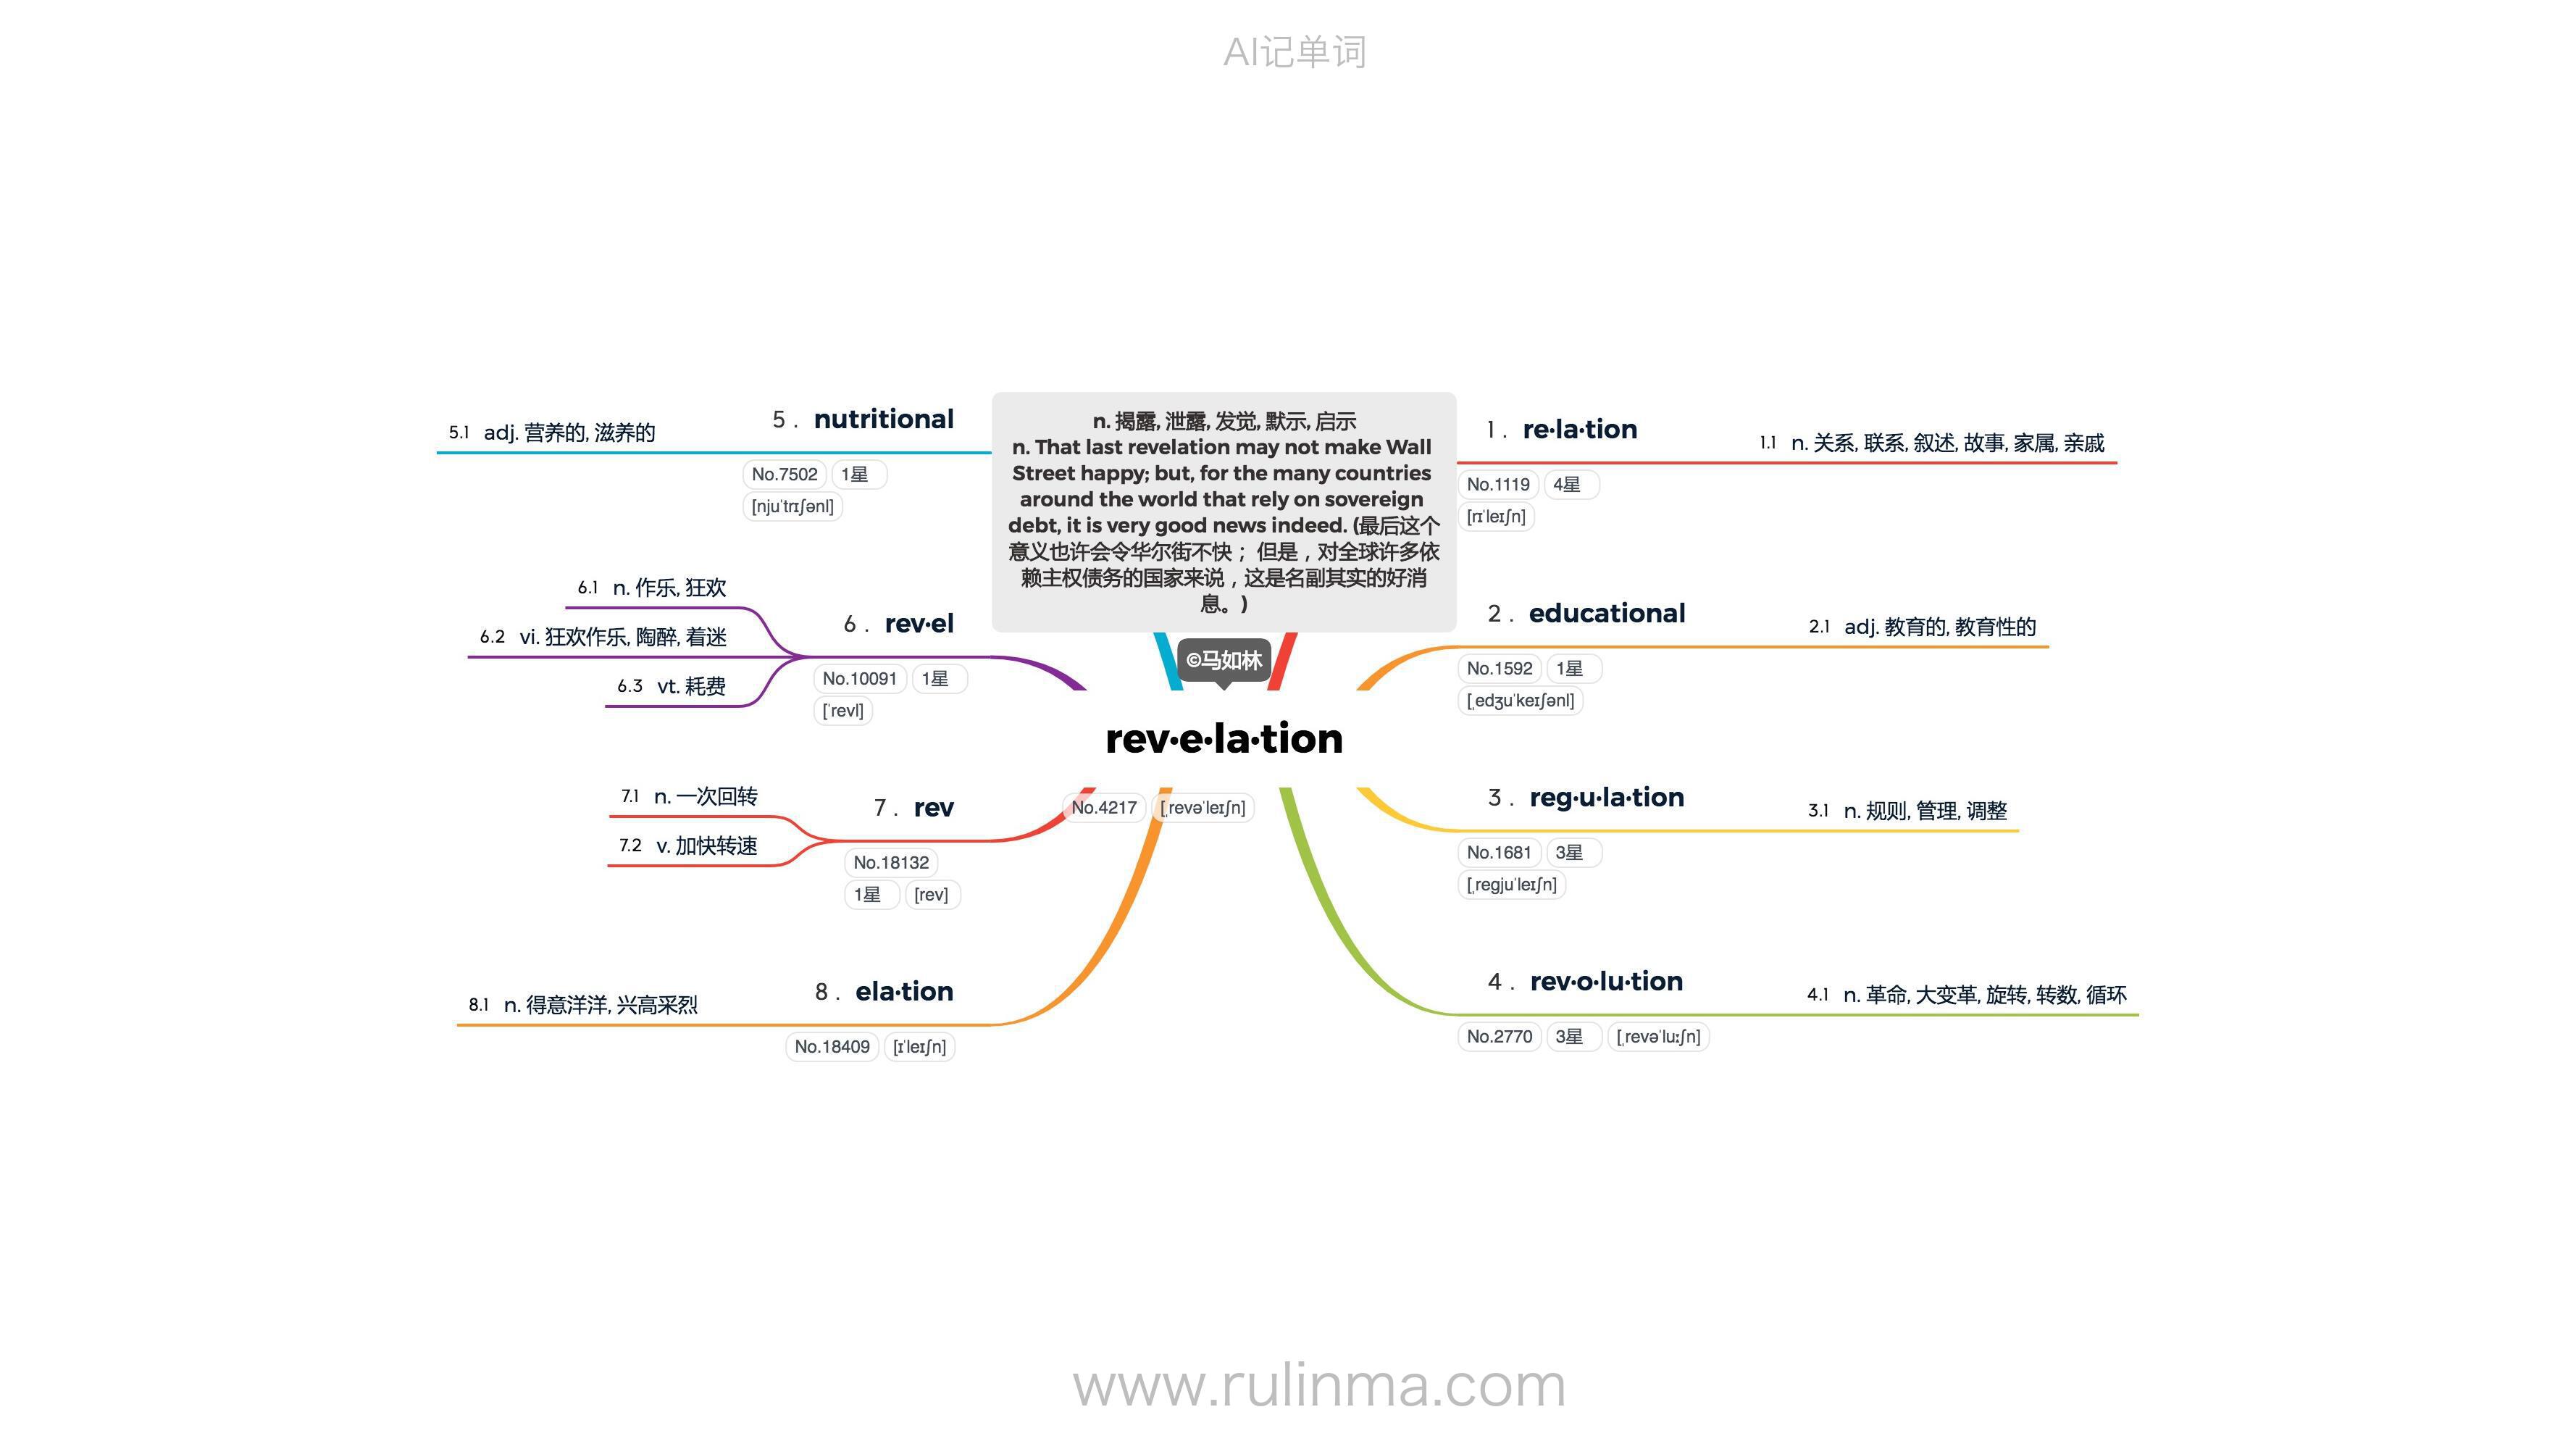 AI记单词
n. 揭露, 泄露, 发觉, 默示, 启示
n. That last revelation may not make Wall
Street happy; but, for the many countries
around the world that rely on sovereign
debt, it is very good news indeed. (最后这个
意义也许会令华尔街不快； 但是，对全球许多依
赖主权债务的国家来说，这是名副其实的好消
息。)
©马如林
rev·e·la·tion
No.4217 [ˌrevəˈleɪʃn]
1 . re·la·tion
1.1 n. 关系, 联系, 叙述, 故事, 家属, 亲戚
No.1119 4星
[rɪˈleɪʃn]
2 . educational
2.1 adj. 教育的, 教育性的
No.1592 1星
[ˌedʒuˈkeɪʃənl]
3 . reg·u·la·tion
3.1 n. 规则, 管理, 调整
No.1681 3星
[ˌregjuˈleɪʃn]
4 . rev·o·lu·tion
4.1 n. 革命, 大变革, 旋转, 转数, 循环
No.2770 3星 [ˌrevəˈluːʃn]
5 . nutritional
5.1 adj. 营养的, 滋养的
No.7502 1星
[njuˈtrɪʃənl]
6 . rev·el
6.1 n. 作乐, 狂欢
6.2 vi. 狂欢作乐, 陶醉, 着迷
6.3 vt. 耗费
No.10091 1星
[ˈrevl]
7 . rev
7.1 n. 一次回转
7.2 v. 加快转速
No.18132
1星 [rev]
8 . ela·tion
8.1 n. 得意洋洋, 兴高采烈
No.18409 [ɪˈleɪʃn]
www.rulinma.com